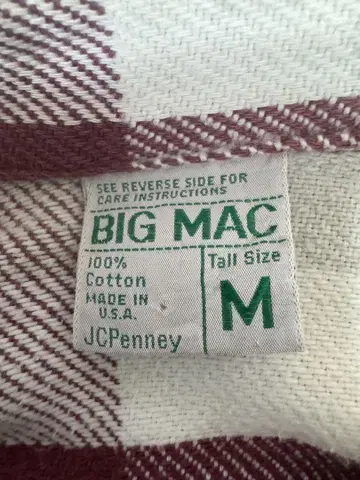 SEE REVERSE SIDE FOR
CARE INSTRUCTIONS
BIG MAC
100%
Cotton
MADE IN
U.S.A.
JCPenney
Tall Size
M